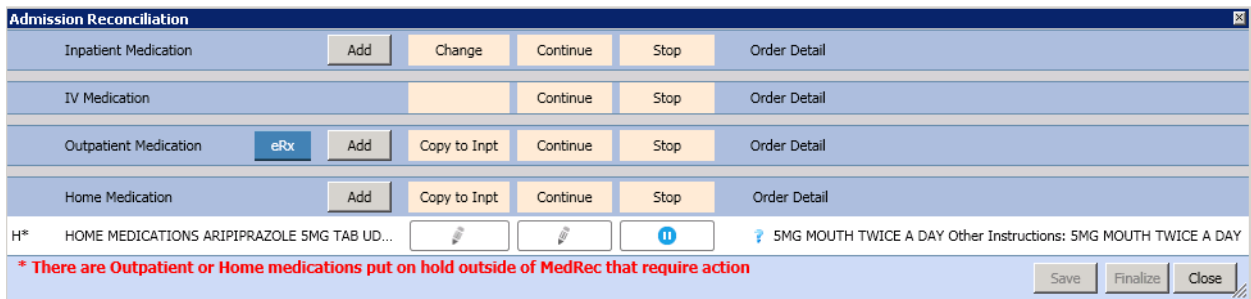 Admission Reconciliation
Inpatient Medication Add Change Continue Stop Order Detail
IV Medication Continue Stop Order Detail
Outpatient Medication eRx Add Copy to Inpt Continue Stop Order Detail
Home Medication Add Copy to Inpt Continue Stop Order Detail
H* HOME MEDICATIONS ARIPIPRAZOLE 5MG TAB UD... ? 5MG MOUTH TWICE A DAY Other Instructions: 5MG MOUTH TWICE A DAY
* There are Outpatient or Home medications put on hold outside of MedRec that require action
Save Finalize Close